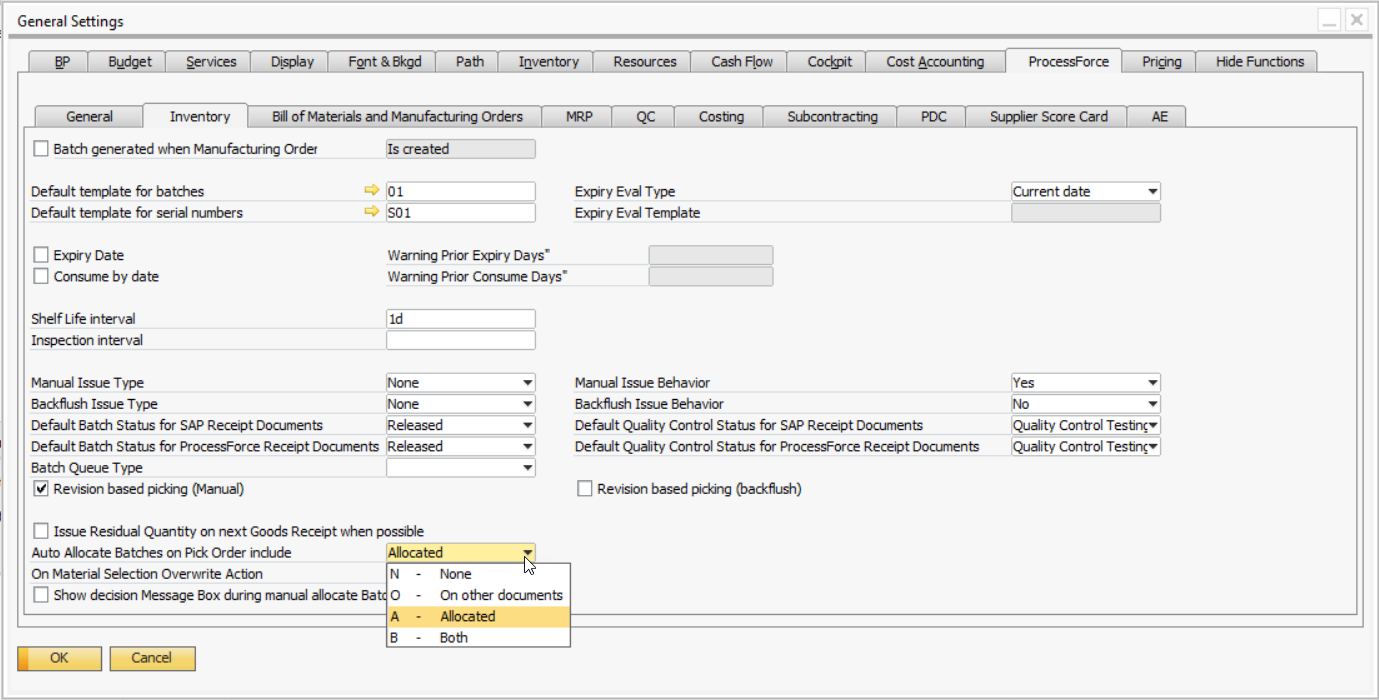 General Settings
BP Budget Services Display Font & Bkgd Path Inventory Resources Cash Flow Cockpit Cost Accounting ProcessForce Pricing Hide Functions
General Inventory Bill of Materials and Manufacturing Orders MRP QC Costing Subcontracting PDC Supplier Score Card AE
Batch generated when Manufacturing Order Is created
Default template for batches 01 Expiry Eval Type Current date
Default template for serial numbers S01 Expiry Eval Template
Expiry Date Warning Prior Expiry Days"
Consume by date Warning Prior Consume Days"
Shelf Life interval 1d
Inspection interval
Manual Issue Type None Manual Issue Behavior Yes
Backflush Issue Type None Backflush Issue Behavior No
Default Batch Status for SAP Receipt Documents Released Default Quality Control Status for SAP Receipt Documents Quality Control Testing
Default Batch Status for ProcessForce Receipt Documents Released Default Quality Control Status for ProcessForce Receipt Documents Quality Control Testing
Batch Queue Type
Revision based picking (Manual) Revision based picking (backflush)
Issue Residual Quantity on next Goods Receipt when possible
Auto Allocate Batches on Pick Order include Allocated
On Material Selection Overwrite Action N - None
Show decision Message Box during manual allocate Batc O - On other documents
A - Allocated
B - Both
OK Cancel